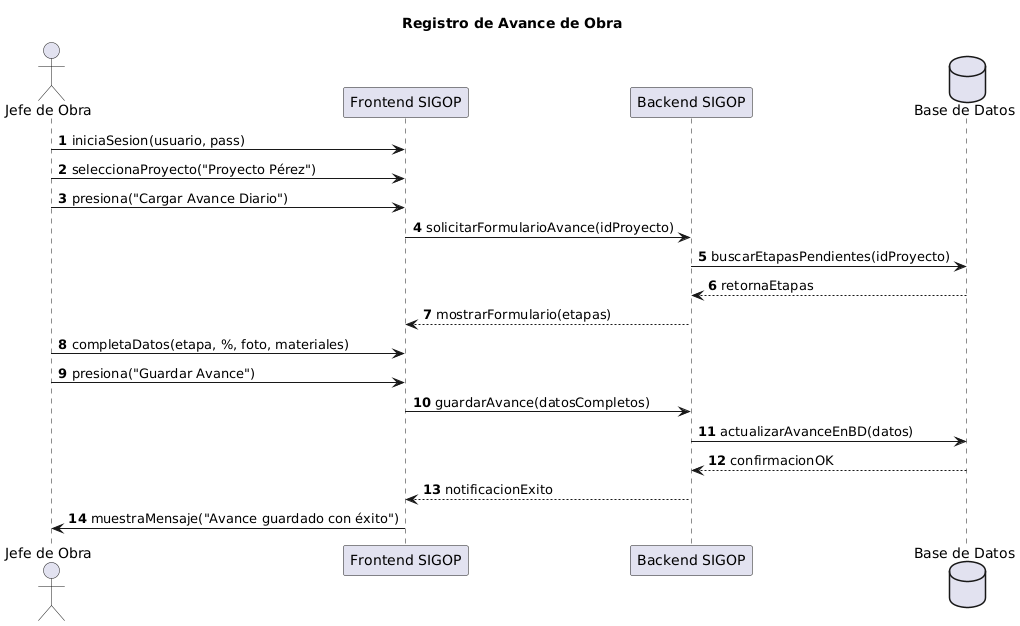 Registro de Avance de Obra
Jefe de Obra
Frontend SIGOP
Backend SIGOP
Base de Datos
1 iniciaSesion(usuario, pass)
2 seleccionaProyecto("Proyecto Pérez")
3 presiona("Cargar Avance Diario")
4 solicitarFormularioAvance(idProyecto)
5 buscarEtapasPendientes(idProyecto)
6 retornaEtapas
7 mostrarFormulario(etapas)
8 completaDatos(etapa, %, foto, materiales)
9 presiona("Guardar Avance")
10 guardarAvance(datosCompletos)
11 actualizarAvanceEnBD(datos)
12 confirmacionOK
13 notificacionExito
14 muestraMensaje("Avance guardado con éxito")
Jefe de Obra
Frontend SIGOP
Backend SIGOP
Base de Datos